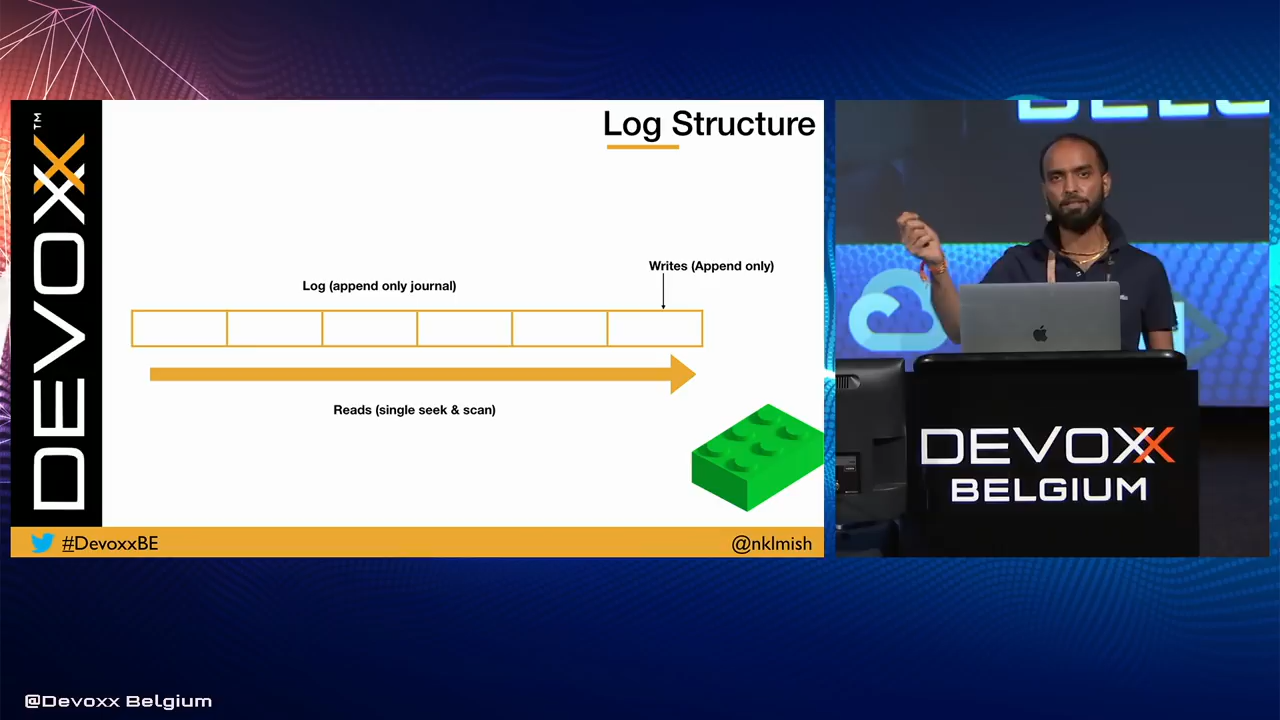 DEVOXX™
Log Structure
Writes (Append only)
Log (append only journal)
Reads (single seek & scan)
#DevoxxBE
@nklmish
DEVOXX
BELGIUM
@Devoxx Belgium